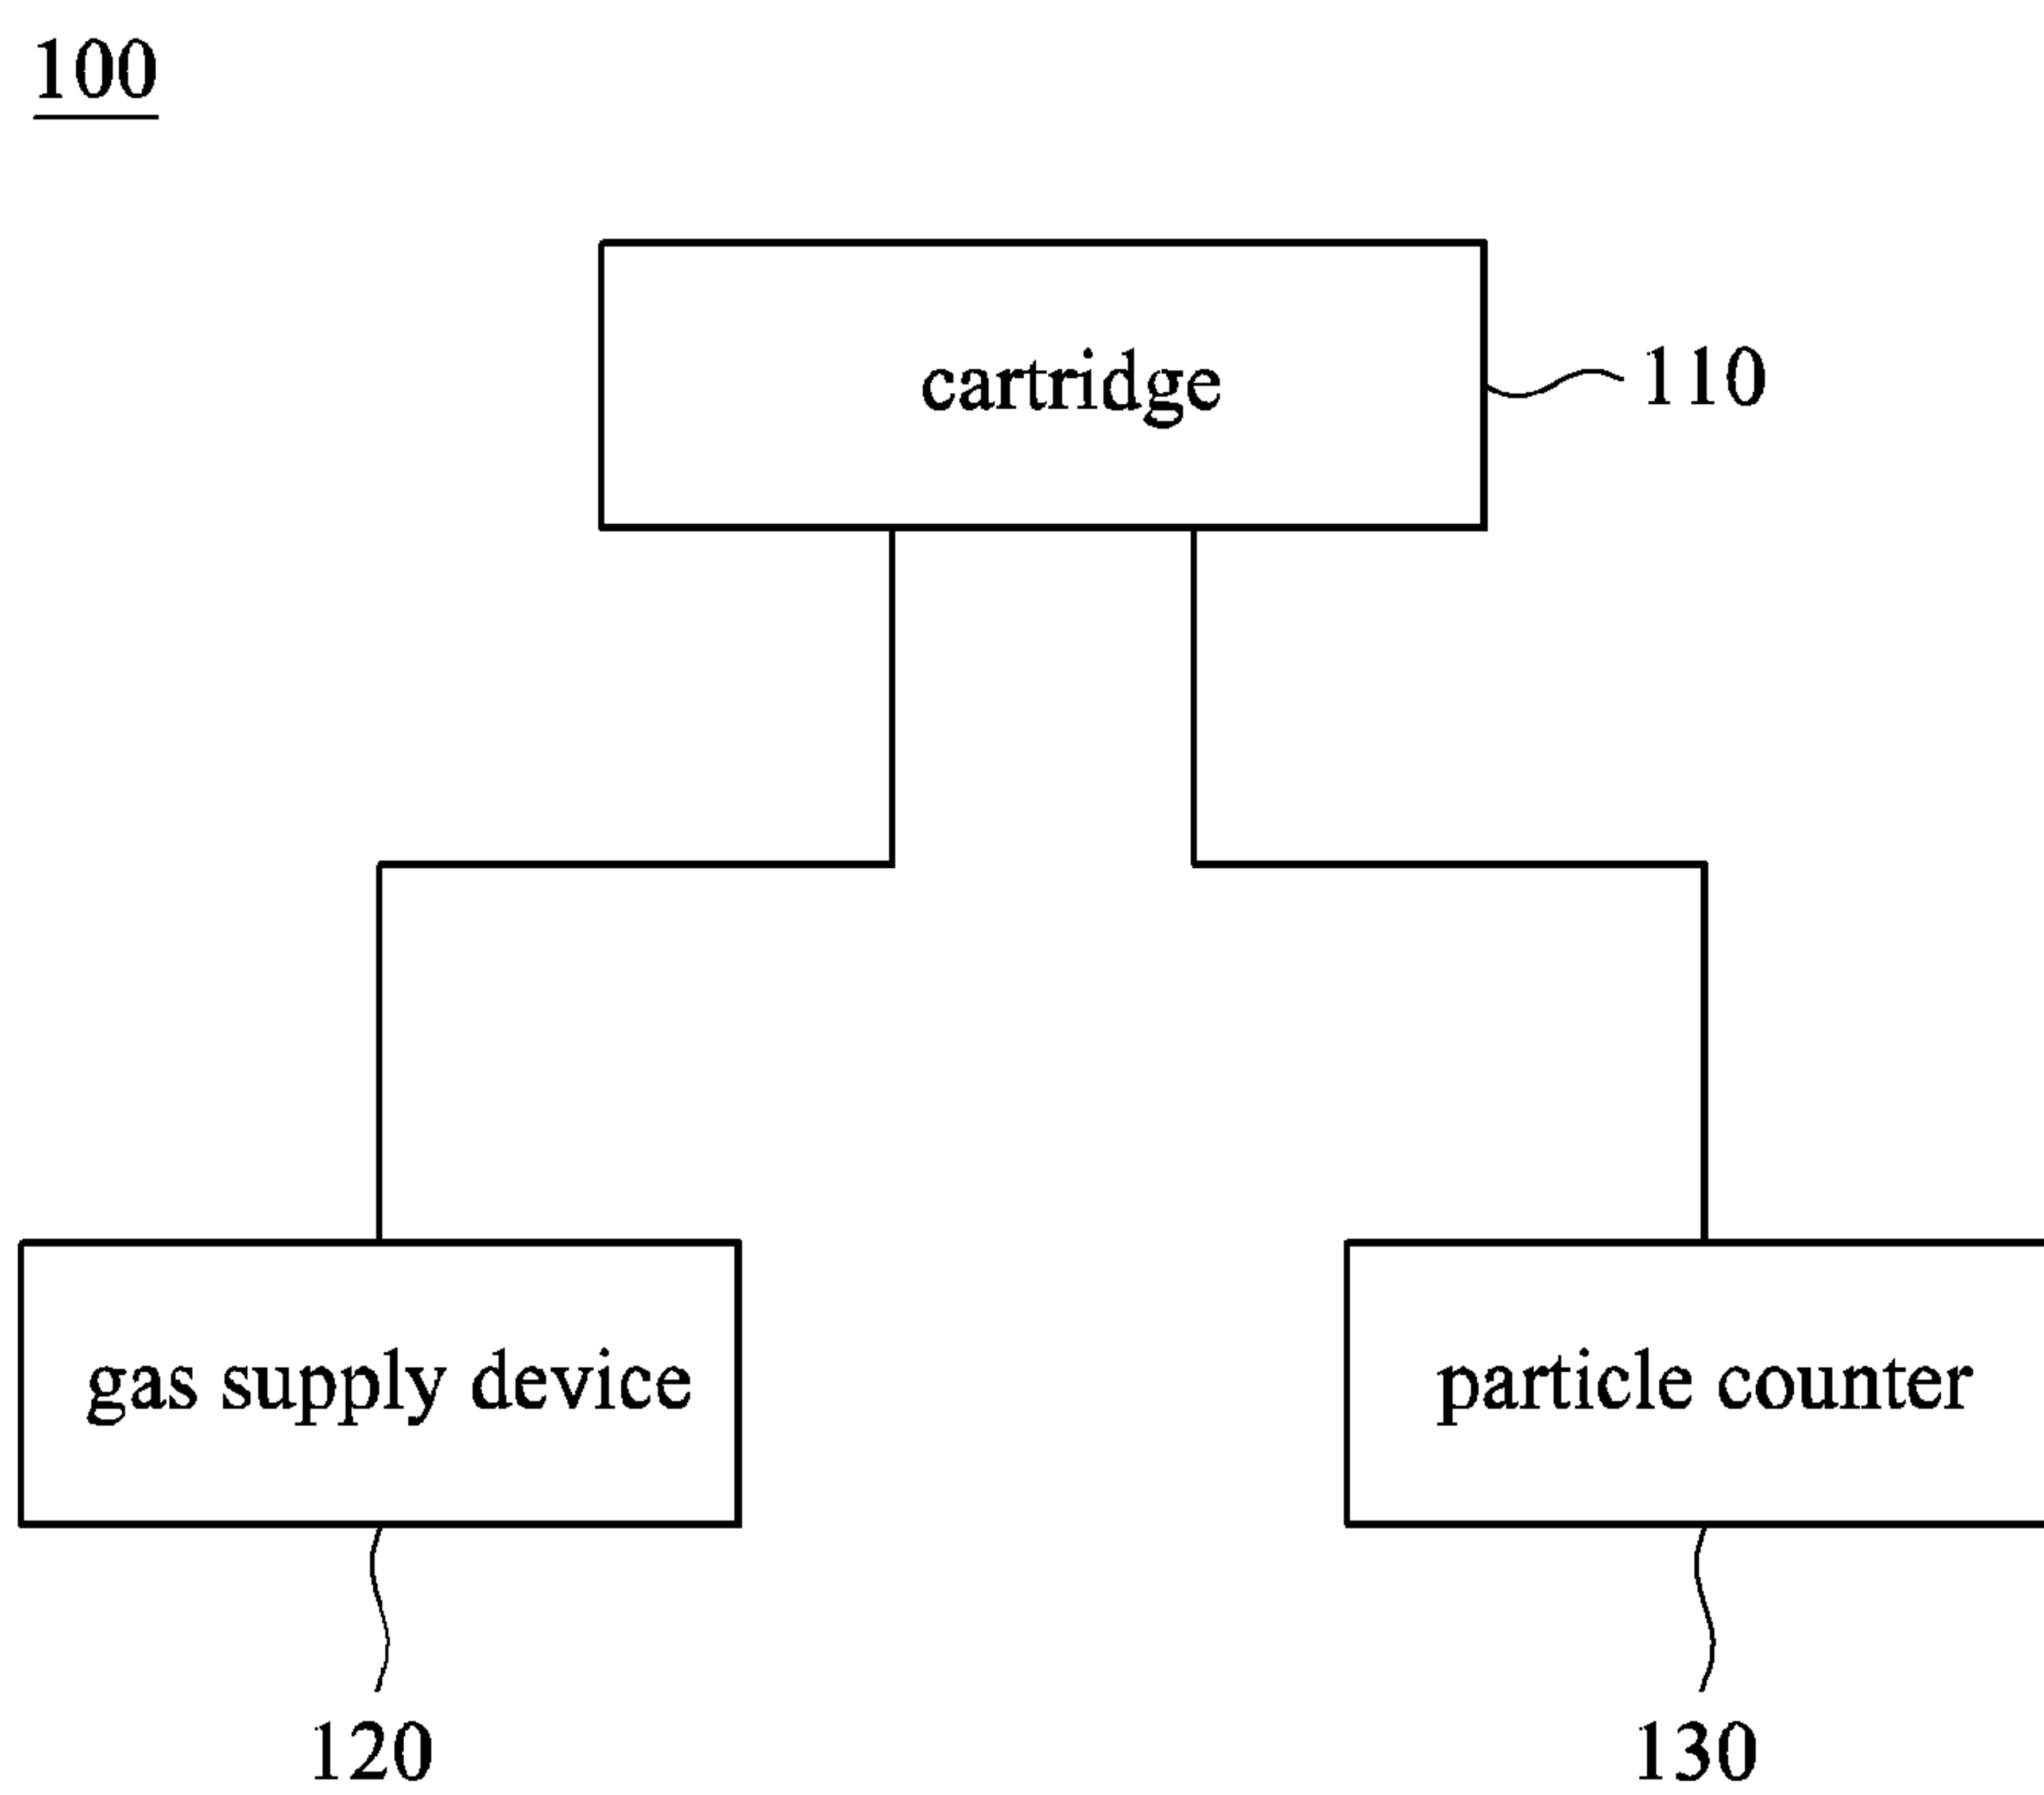 100
cartridge
110
gas supply device
particle counter
120
130